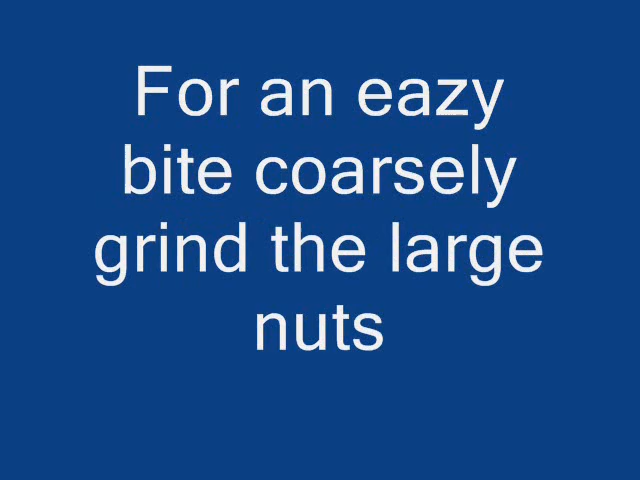 For an eazy
bite coarsely
grind the large
nuts